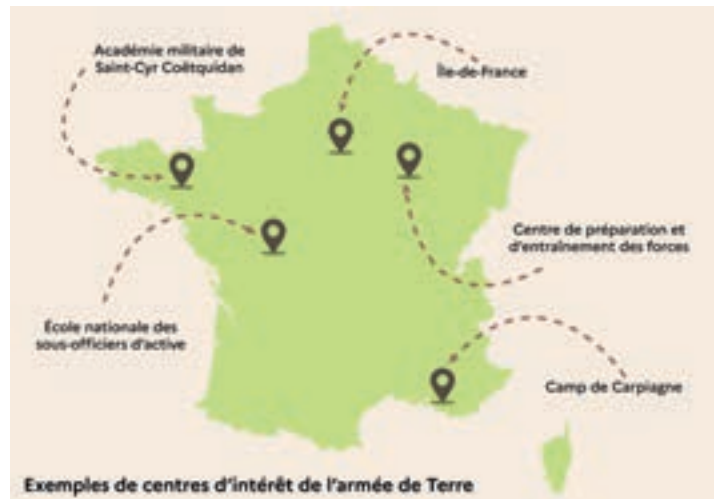 Académie militaire de
Saint-Cyr Coëtquidan
Île-de-France
Centre de préparation et
d'entraînement des forces
École nationale des
sous-officiers d'active
Camp de Carpiagne
Exemples de centres d'intérêt de l'armée de Terre